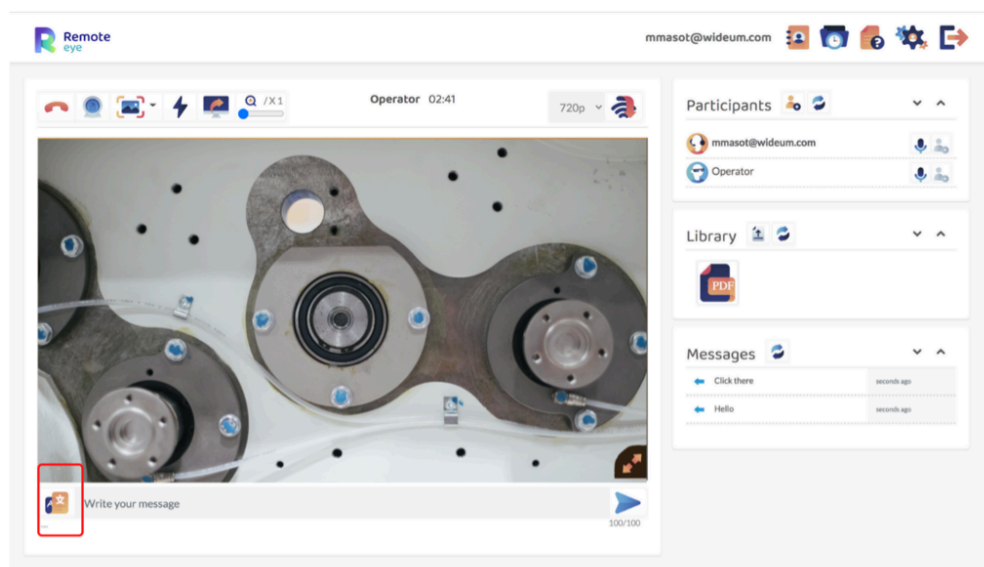 Remote
eye
mmasot@wideum.com
/X1
Operator 02:41
720p
Participants
mmasot@wideum.com
Operator
Library
PDF
Messages
Click there seconds ago
Hello seconds ago
Write your message
100/100